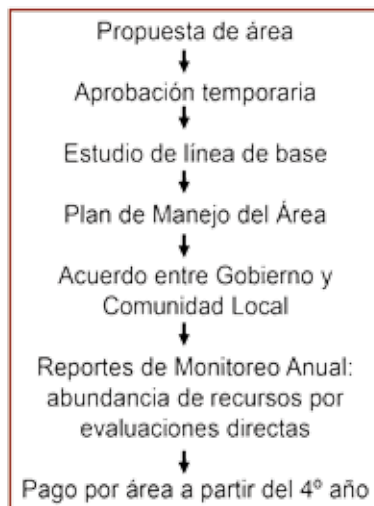 Propuesta de área
Aprobación temporaria
Estudio de línea de base
Plan de Manejo del Área
Acuerdo entre Gobierno y
Comunidad Local
Reportes de Monitoreo Anual:
abundancia de recursos por
evaluaciones directas
Pago por área a partir del 4º año